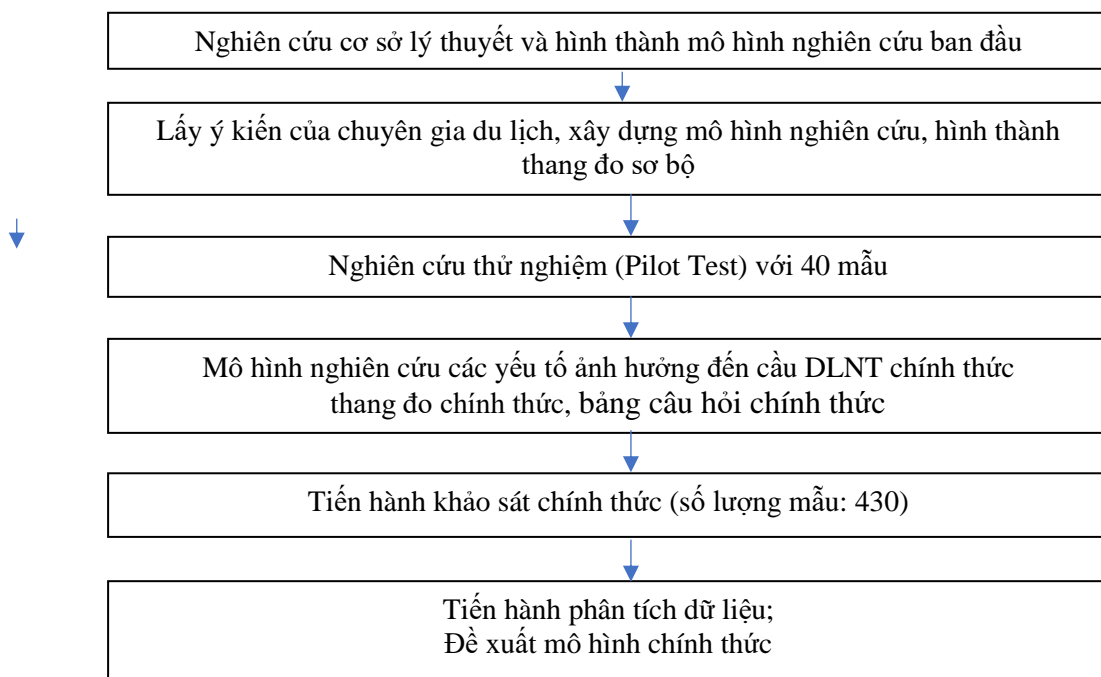 Nghiên cứu cơ sở lý thuyết và hình thành mô hình nghiên cứu ban đầu
Lấy ý kiến của chuyên gia du lịch, xây dựng mô hình nghiên cứu, hình thành
thang đo sơ bộ
Nghiên cứu thử nghiệm (Pilot Test) với 40 mẫu
Mô hình nghiên cứu các yếu tố ảnh hưởng đến cầu DLNT chính thức
thang đo chính thức, bảng câu hỏi chính thức
Tiến hành khảo sát chính thức (số lượng mẫu: 430)
Tiến hành phân tích dữ liệu;
Đề xuất mô hình chính thức